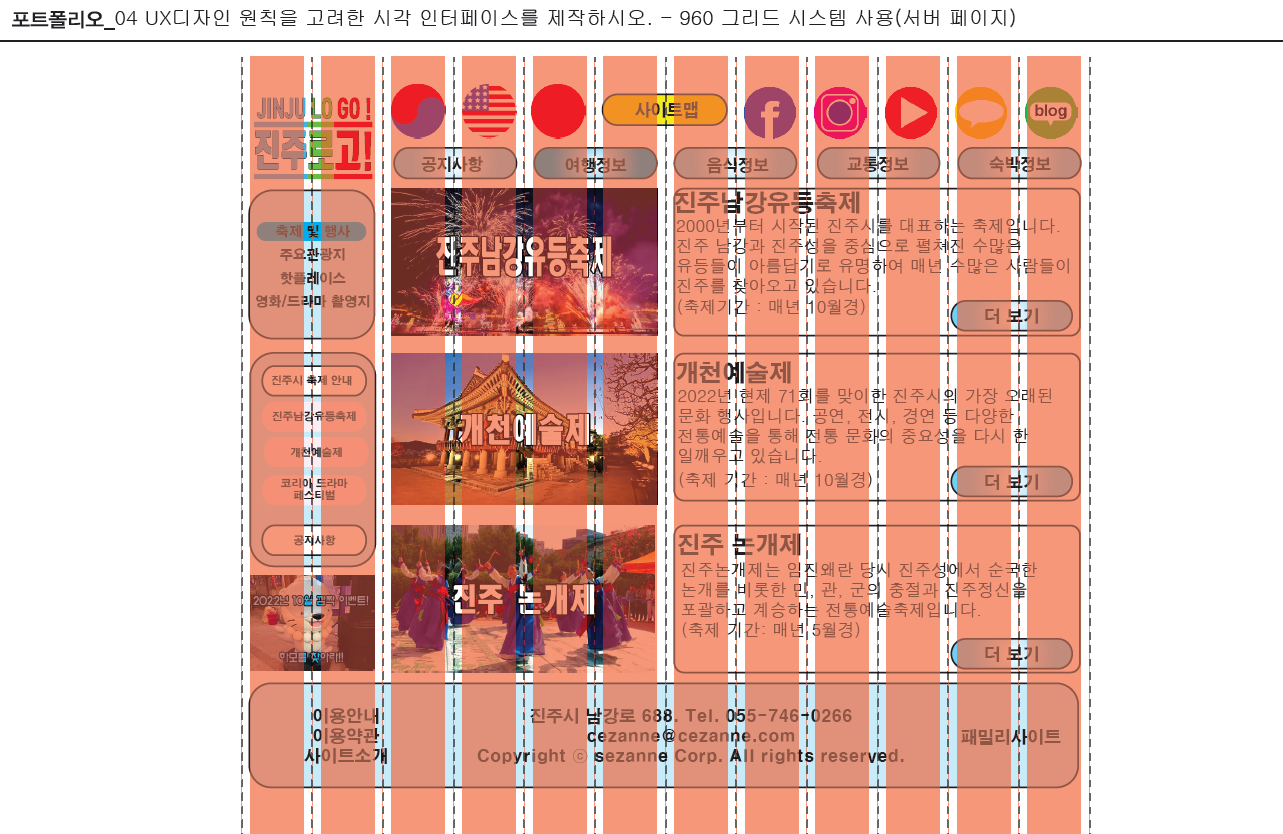 포트폴리오_04 UX디자인 원칙을 고려한 시각 인터페이스를 제작하시오. - 960 그리드 시스템 사용(서버 페이지)
JINJU LO GO !
진주로고!
사이트맵
blog
공지사항
여행정보
음식정보
교통정보
숙박정보
축제 및 행사
주요관광지
핫플레이스
영화/드라마 촬영지
진주시 축제 안내
진주남강유등축제
개천예술제
코리아 드라마
페스티벌
공지사항
2022년 10월 깜짝 이벤트!
하모를 찾아라!!
진주남강유등축제
진주남강유등축제
2000년부터 시작된 진주시를 대표하는 축제입니다.
진주 남강과 진주성을 중심으로 펼쳐진 수많은
유등들이 아름답기로 유명하여 매년 수많은 사람들이
진주를 찾아오고 있습니다.
(축제기간 : 매년 10월경)
더 보기
개천예술제
개천예술제
2022년 현제 71회를 맞이한 진주시의 가장 오래된
문화 행사입니다. 공연, 전시, 경연 등 다양한
전통예술을 통해 전통 문화의 중요성을 다시 한
일깨우고 있습니다.
(축제 기간 : 매년 10월경)
더 보기
진주 논개제
진주 논개제
진주논개제는 임진왜란 당시 진주성에서 순국한
논개를 비롯한 민, 관, 군의 충절과 진주정신을
포괄하고 계승하는 전통예술축제입니다.
(축제 기간: 매년 5월경)
더 보기
이용안내
이용약관
사이트소개
진주시 남강로 688. Tel. 055-746-0266
cezanne@cezanne.com
Copyright ⓒ sezanne Corp. All rights reserved.
패밀리사이트